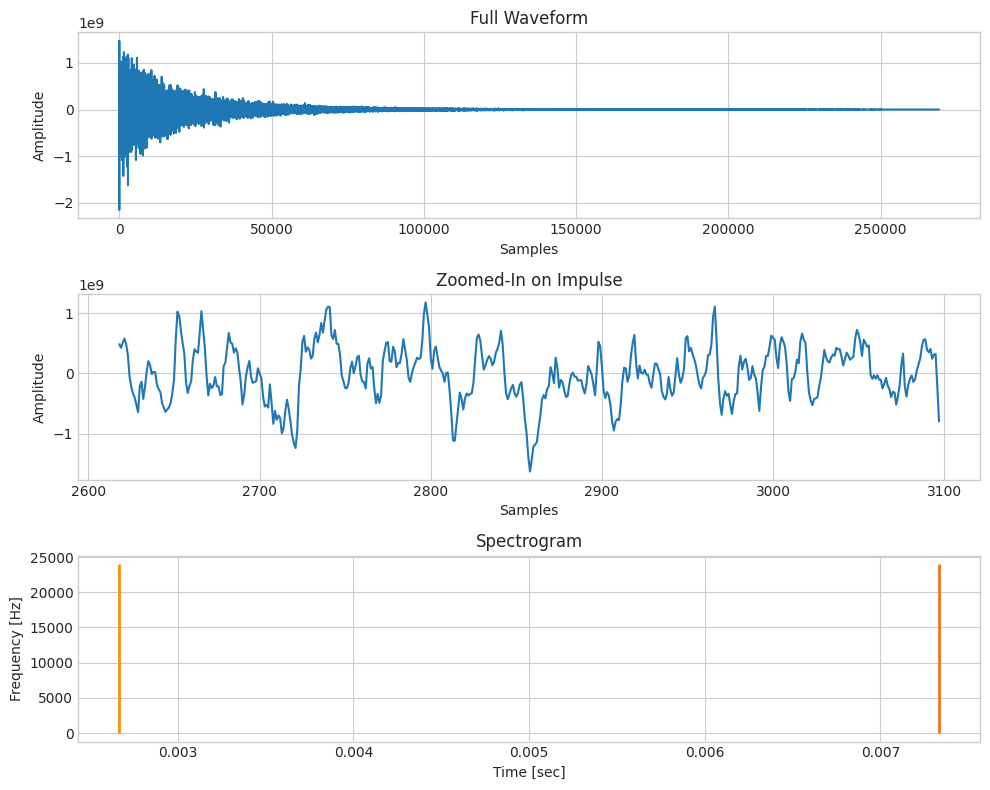 Full Waveform
1e9
1
0
−1
−2
Amplitude
0
50000
100000
150000
200000
250000
Samples
Zoomed-In on Impulse
1e9
1
0
−1
Amplitude
2600
2700
2800
2900
3000
3100
Samples
Spectrogram
25000
20000
15000
10000
5000
0
Frequency [Hz]
0.003
0.004
0.005
0.006
0.007
Time [sec]